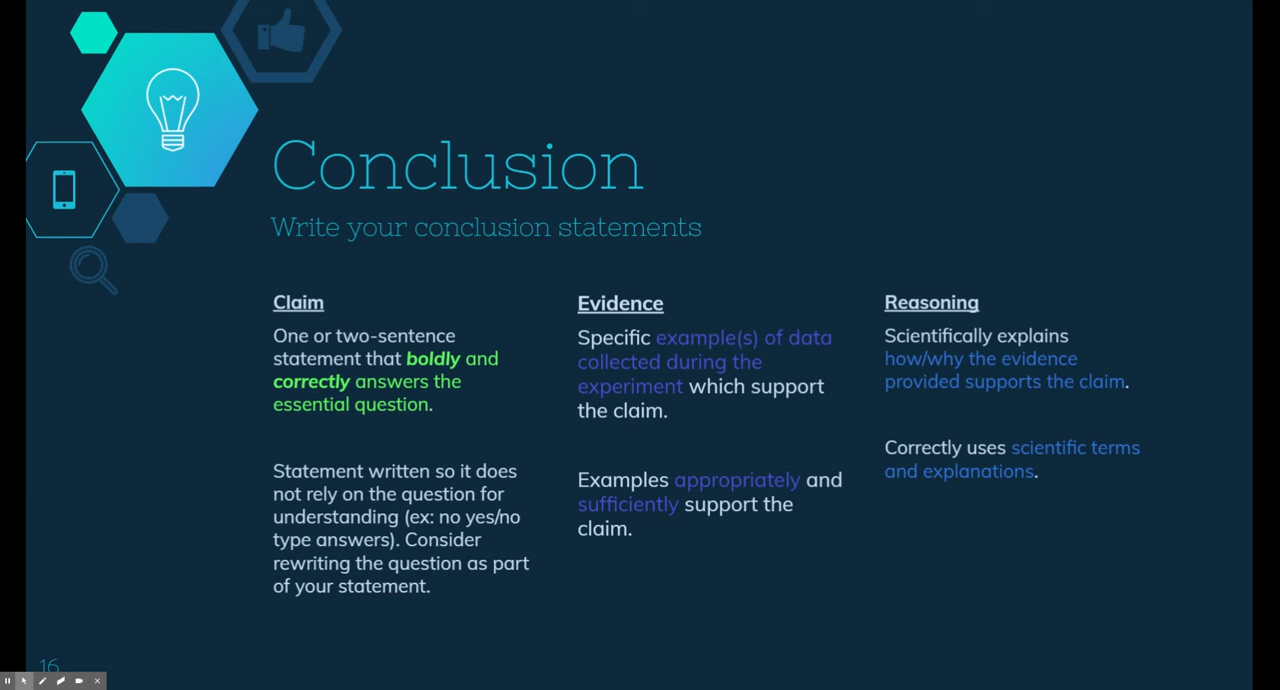 Conclusion
Write your conclusion statements
Claim
One or two-sentence
statement that boldly and
correctly answers the
essential question.
Statement written so it does
not rely on the question for
understanding (ex: no yes/no
type answers). Consider
rewriting the question as part
of your statement.
Evidence
Specific example(s) of data
collected during the
experiment which support
the claim.
Examples appropriately and
sufficiently support the
claim.
Reasoning
Scientifically explains
how/why the evidence
provided supports the claim.
Correctly uses scientific terms
and explanations.
16